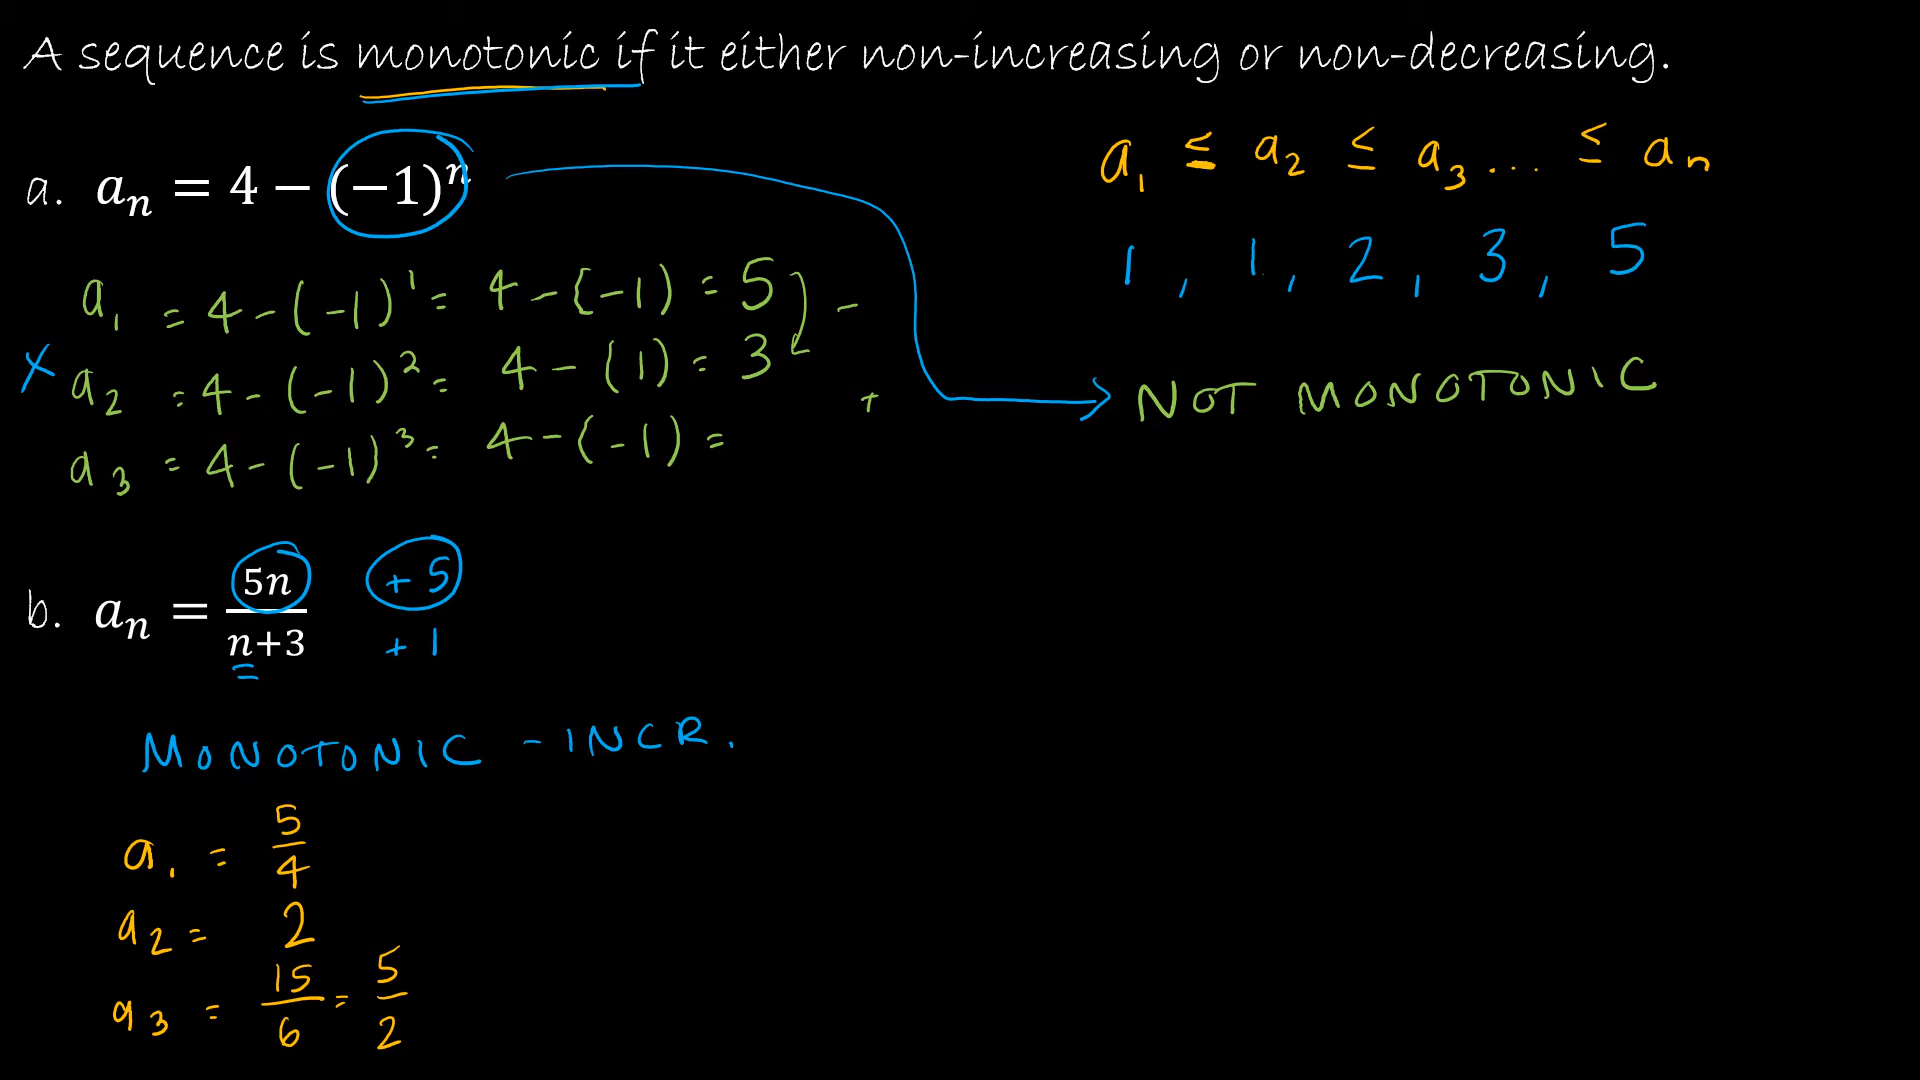 A sequence is monotonic if it either non-increasing or non-decreasing.
a. aₙ = 4 − (−1)ⁿ
a₁ ≤ a₂ ≤ a₃ ... ≤ aₙ
1 , 1 , 2 , 3 , 5
a₁ = 4 - (-1)¹ = 4 - (-1) = 5 -
X a₂ = 4 - (-1)² = 4 - (1) = 3 +
a₃ = 4 - (-1)³ = 4 - (-1) =
NOT MONOTONIC
b. aₙ = 5n/(n+3) +5 +1
MONOTONIC - INCR.
a₁ = 5/4
a₂ = 2
a₃ = 15/6 = 5/2